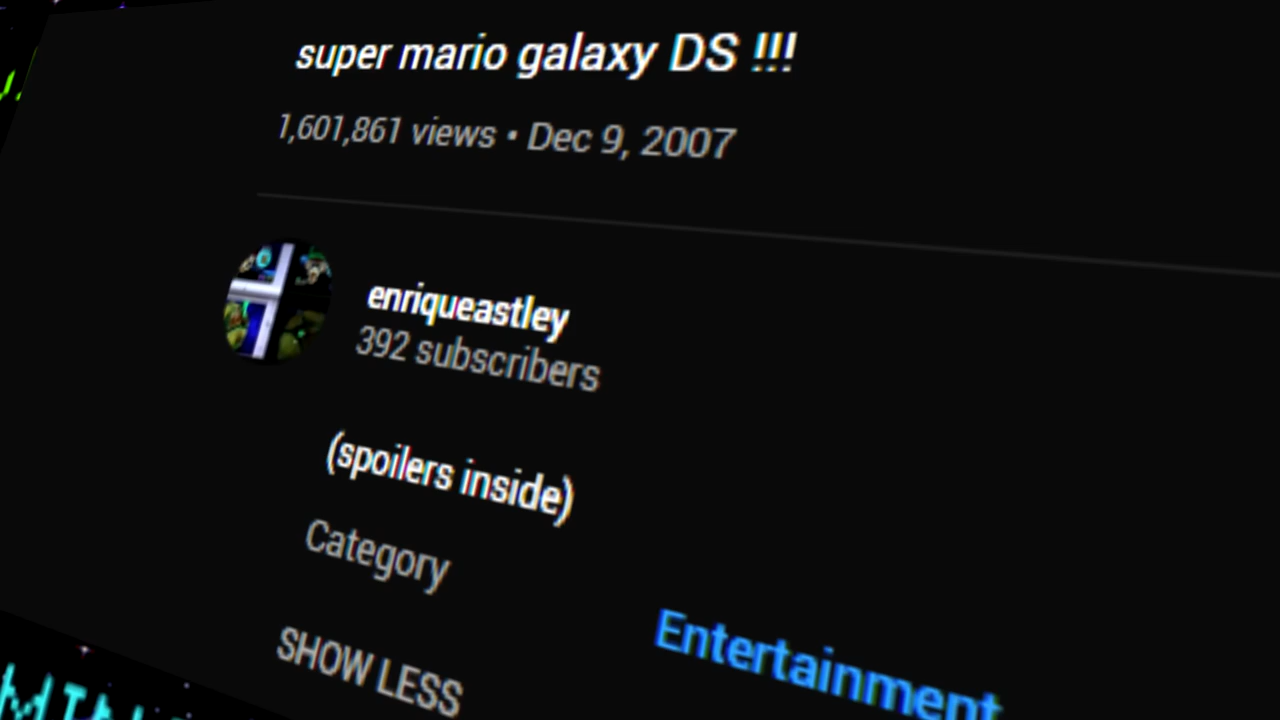 super mario galaxy DS !!!
1,601,861 views • Dec 9, 2007
enriqueastley
392 subscribers
(spoilers inside)
Category
Entertainment
SHOW LESS